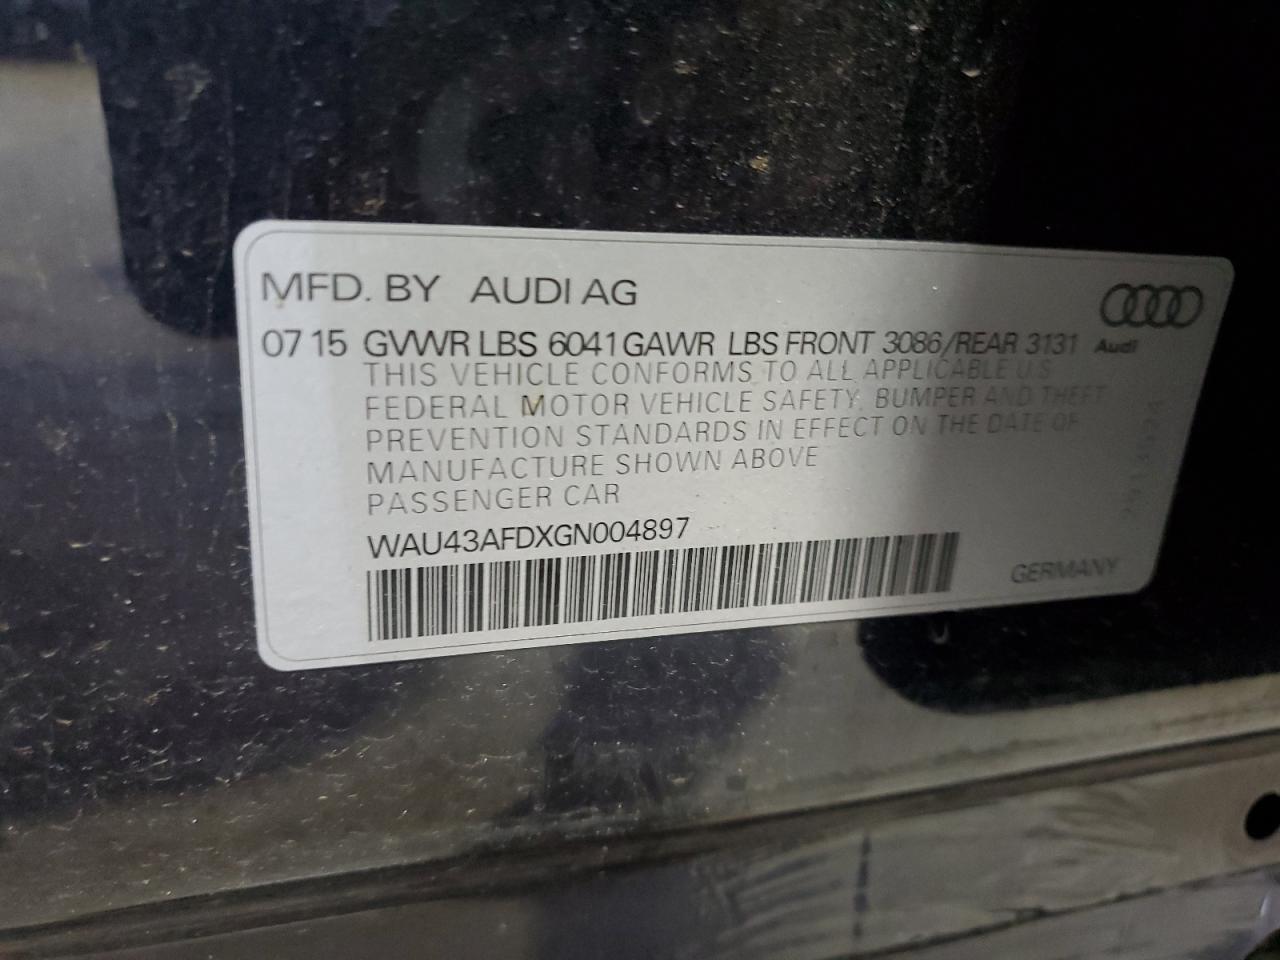 MFD. BY AUDI AG
07 15 GVWR LBS 6041 GAWR LBS FRONT 3086/REAR 3131 Audi
THIS VEHICLE CONFORMS TO ALL APPLICABLE U.S
FEDERAL MOTOR VEHICLE SAFETY, BUMPER AND THEFT
PREVENTION STANDARDS IN EFFECT ON THE DATE OF
MANUFACTURE SHOWN ABOVE
PASSENGER CAR
WAU43AFDXGN004897
GERMANY